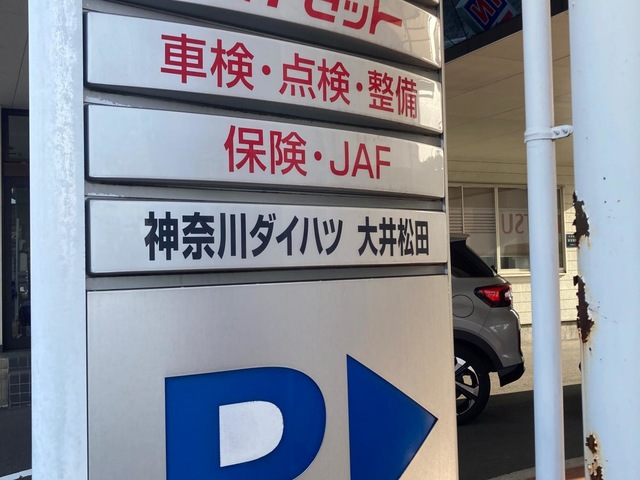 車検・点検・整備
保険・JAF
神奈川ダイハツ 大井松田
P
SU